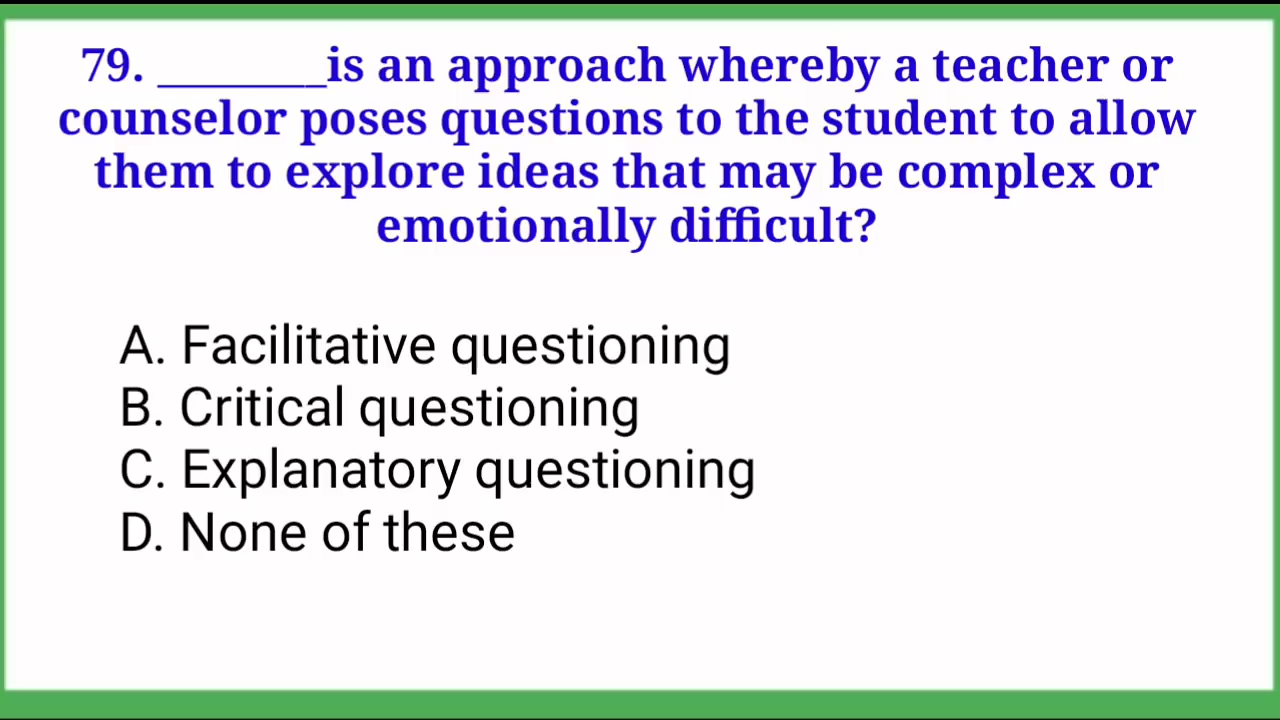 79. ________is an approach whereby a teacher or
counselor poses questions to the student to allow
them to explore ideas that may be complex or
emotionally difficult?
A. Facilitative questioning
B. Critical questioning
C. Explanatory questioning
D. None of these